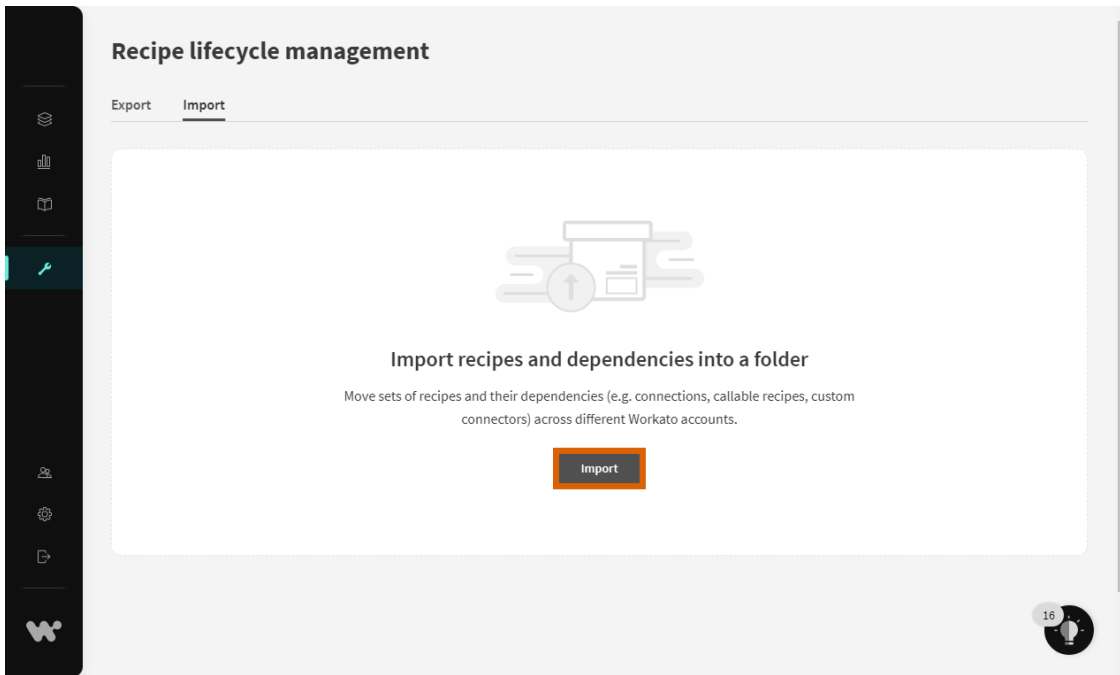 Recipe lifecycle management
Export Import
Import recipes and dependencies into a folder
Move sets of recipes and their dependencies (e.g. connections, callable recipes, custom
connectors) across different Workato accounts.
Import
16